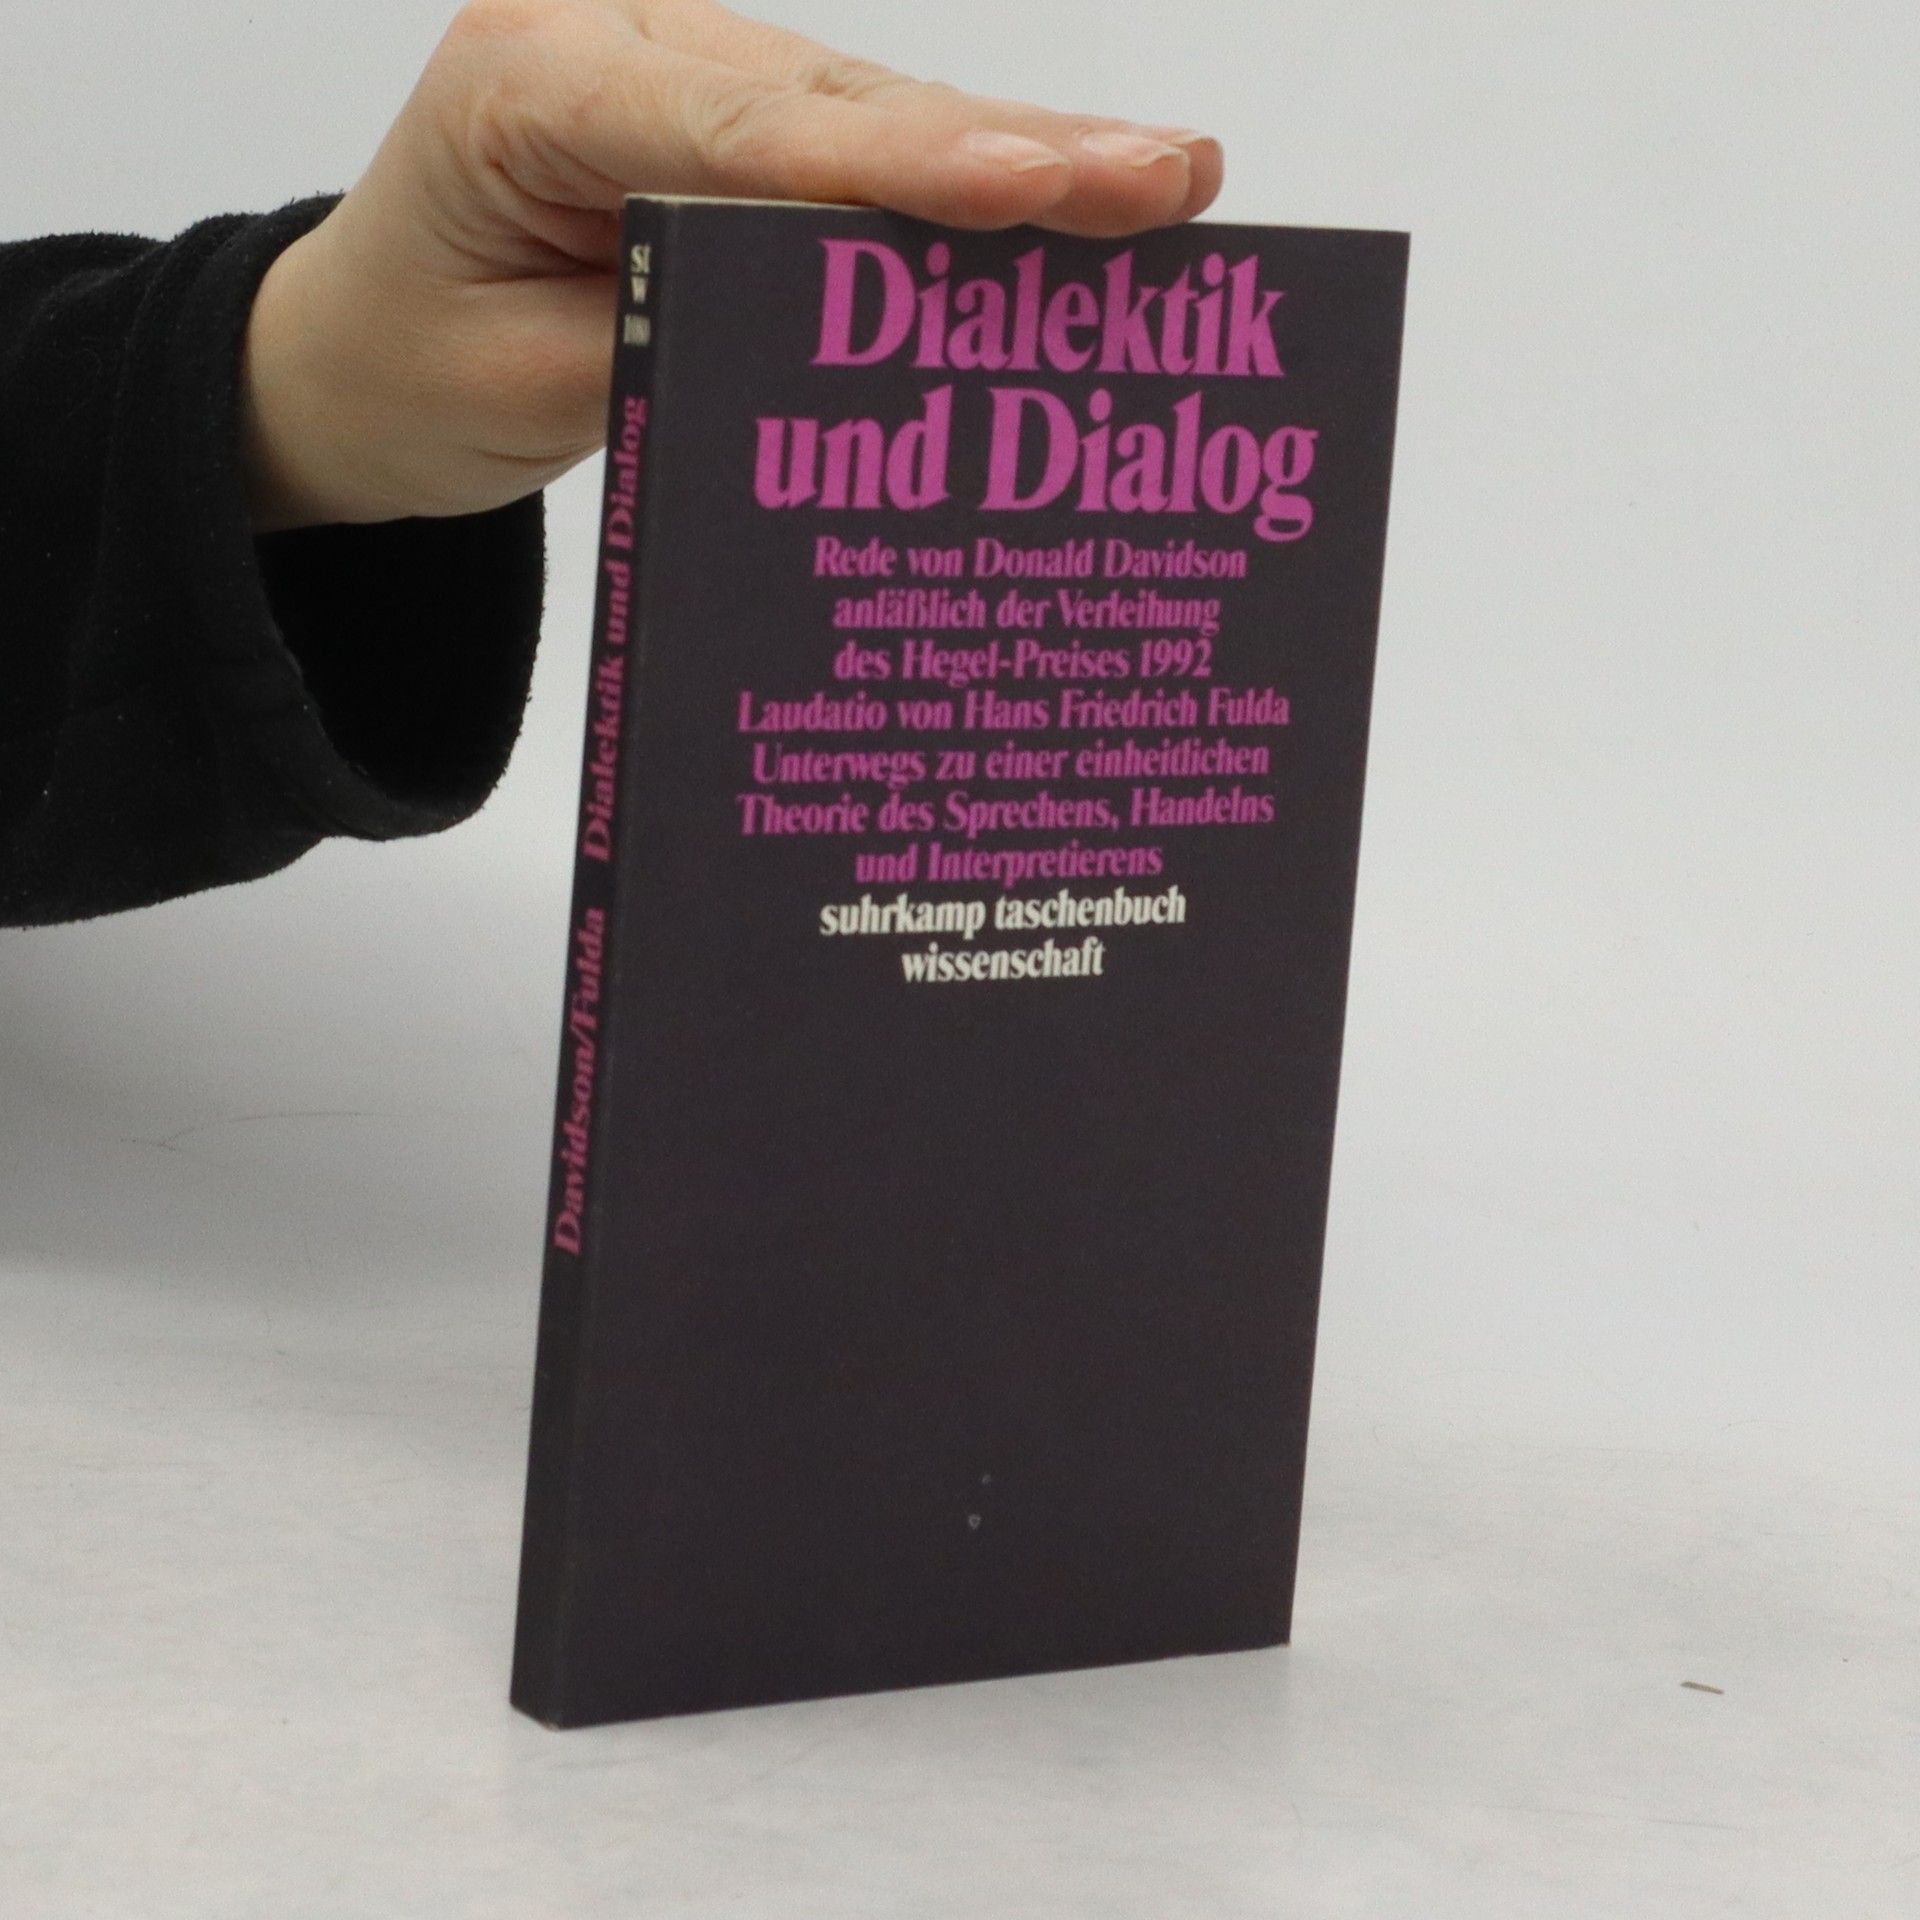 Dialektik
und Dialog
Rede von Donald Davidson
anläßlich der Verleihung
des Hegel-Preises 1992
Laudatio von Hans Friedrich Fulda
Unterwegs zu einer einheitlichen
Theorie des Sprechens, Handelns
und Interpretierens
suhrkamp taschenbuch
wissenschaft
Davidson/Fulda Dialektik und Dialog